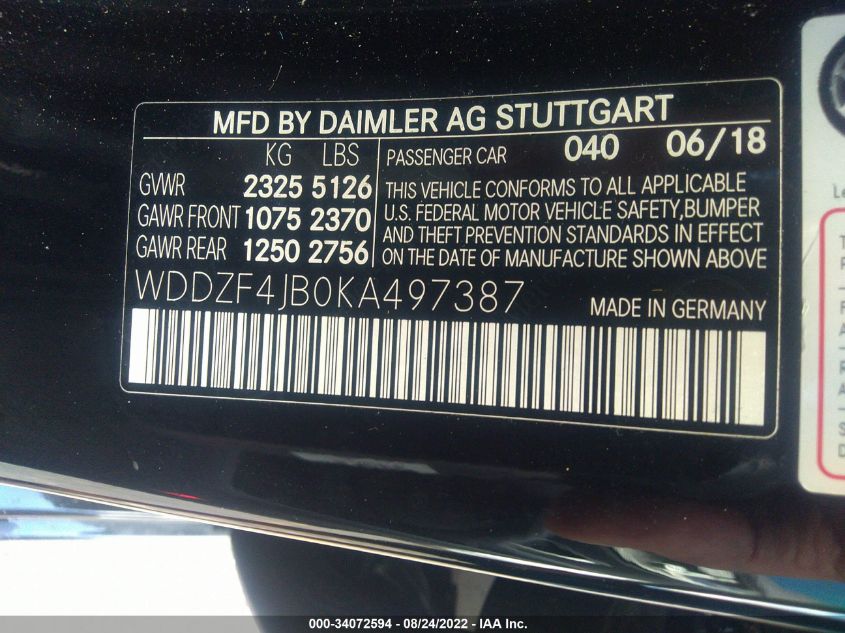 MFD BY DAIMLER AG STUTTGART
KG LBS
GVWR 2325 5126
GAWR FRONT 1075 2370
GAWR REAR 1250 2756
PASSENGER CAR 040 06/18
THIS VEHICLE CONFORMS TO ALL APPLICABLE
U.S. FEDERAL MOTOR VEHICLE SAFETY,BUMPER
AND THEFT PREVENTION STANDARDS IN EFFECT
ON THE DATE OF MANUFACTURE SHOWN ABOVE
WDDZF4JB0KA497387 MADE IN GERMANY
000-34072594 - 08/24/2022 - IAA Inc.